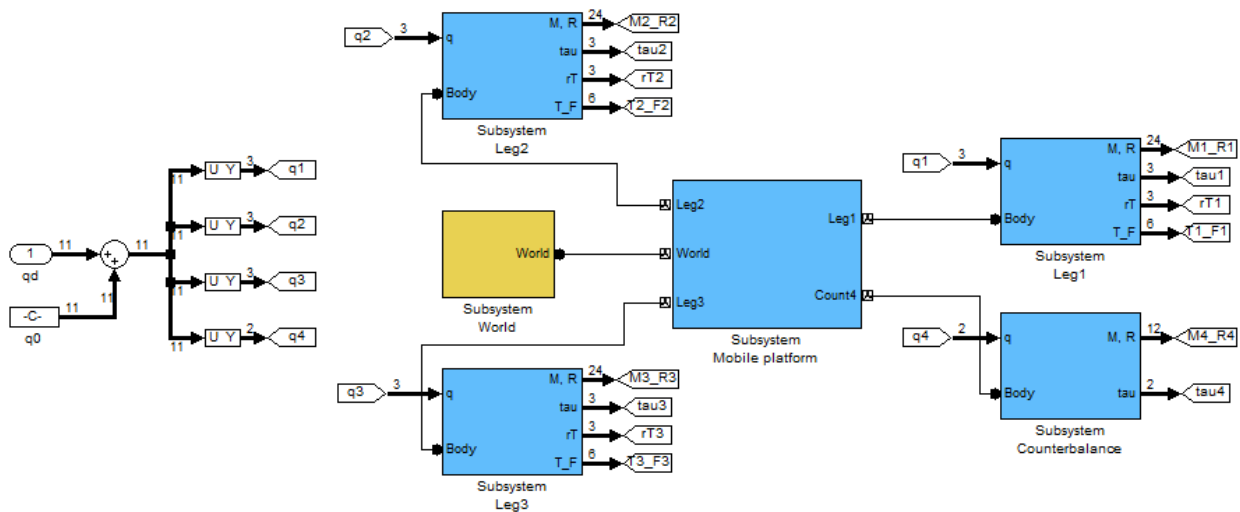 11
1
qd
11
-C-
q0
11
11
11
U Y
3
q1
11
U Y
3
q2
11
U Y
3
q3
11
U Y
2
q4
q2
3
q
Body
M, R
tau
rT
T_F
24
M2_R2
3
tau2
3
rT2
6
T2_F2
Subsystem
Leg2
World
Subsystem
World
Leg2
World
Leg3
Leg1
Count4
Subsystem
Mobile platform
q3
3
q
Body
M, R
tau
rT
T_F
24
M3_R3
3
tau3
3
rT3
6
T3_F3
Subsystem
Leg3
q1
3
q
Body
M, R
tau
rT
T_F
24
M1_R1
3
tau1
3
rT1
6
T1_F1
Subsystem
Leg1
q4
2
q
Body
M, R
tau
12
M4_R4
2
tau4
Subsystem
Counterbalance